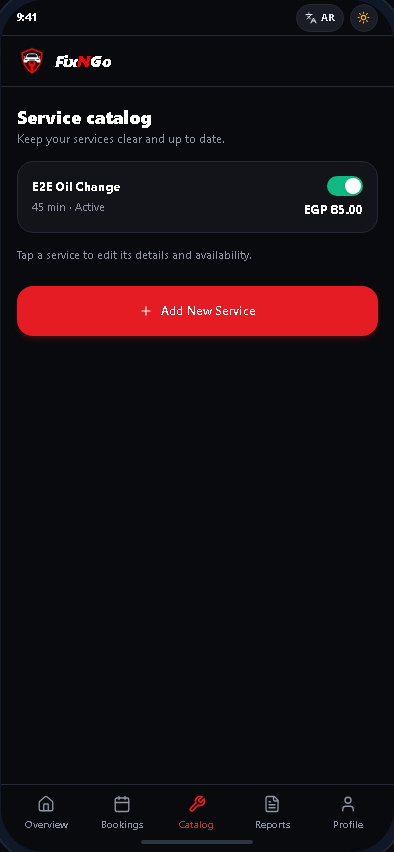 9:41
AR
FixNGo
Service catalog
Keep your services clear and up to date.
E2E Oil Change
45 min · Active
EGP 85.00
Tap a service to edit its details and availability.
+ Add New Service
Overview
Bookings
Catalog
Reports
Profile